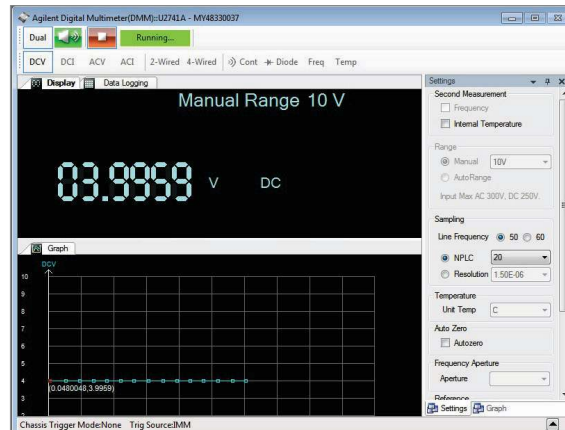 Agilent Digital Multimeter(DMM)::U2741A - MY48330037
Dual Running...
DCV DCI ACV ACI 2-Wired 4-Wired Cont Diode Freq Temp
Display Data Logging
Manual Range 10 V
03.9959 V DC
Graph
DCV
10
9
8
7
6
5
4
3
2
(0.0480048,3.9959)
Settings
Second Measurement
Frequency
Internal Temperature
Range
Manual 10V
AutoRange
Input Max AC 300V, DC 250V.
Sampling
Line Frequency 50 60
NPLC 20
Resolution 1.50E-06
Temperature
Unit Temp C
Auto Zero
Autozero
Frequency Aperture
Aperture
Reference
Settings Graph
Chassis Trigger Mode:None Trig Source:IMM